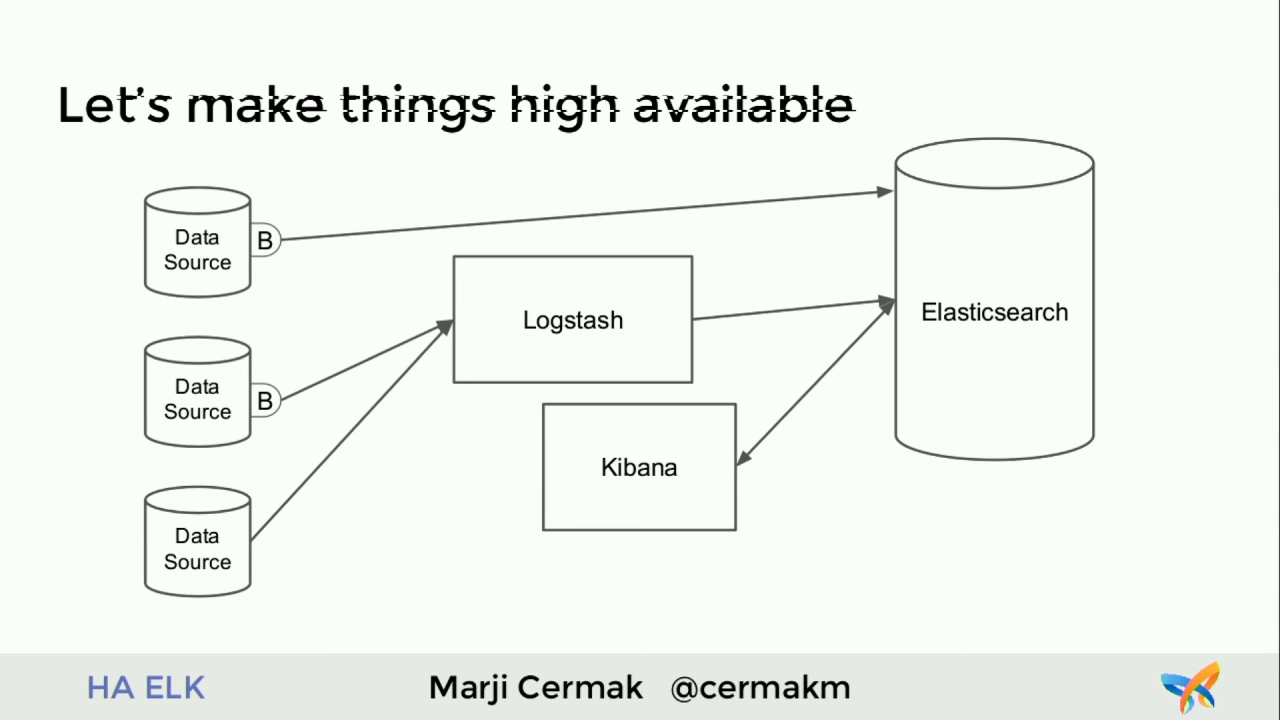 Let's make things high available
Data
Source
B
Logstash
Elasticsearch
Data
Source
B
Kibana
Data
Source
HA ELK
Marji Cermak @cermakm